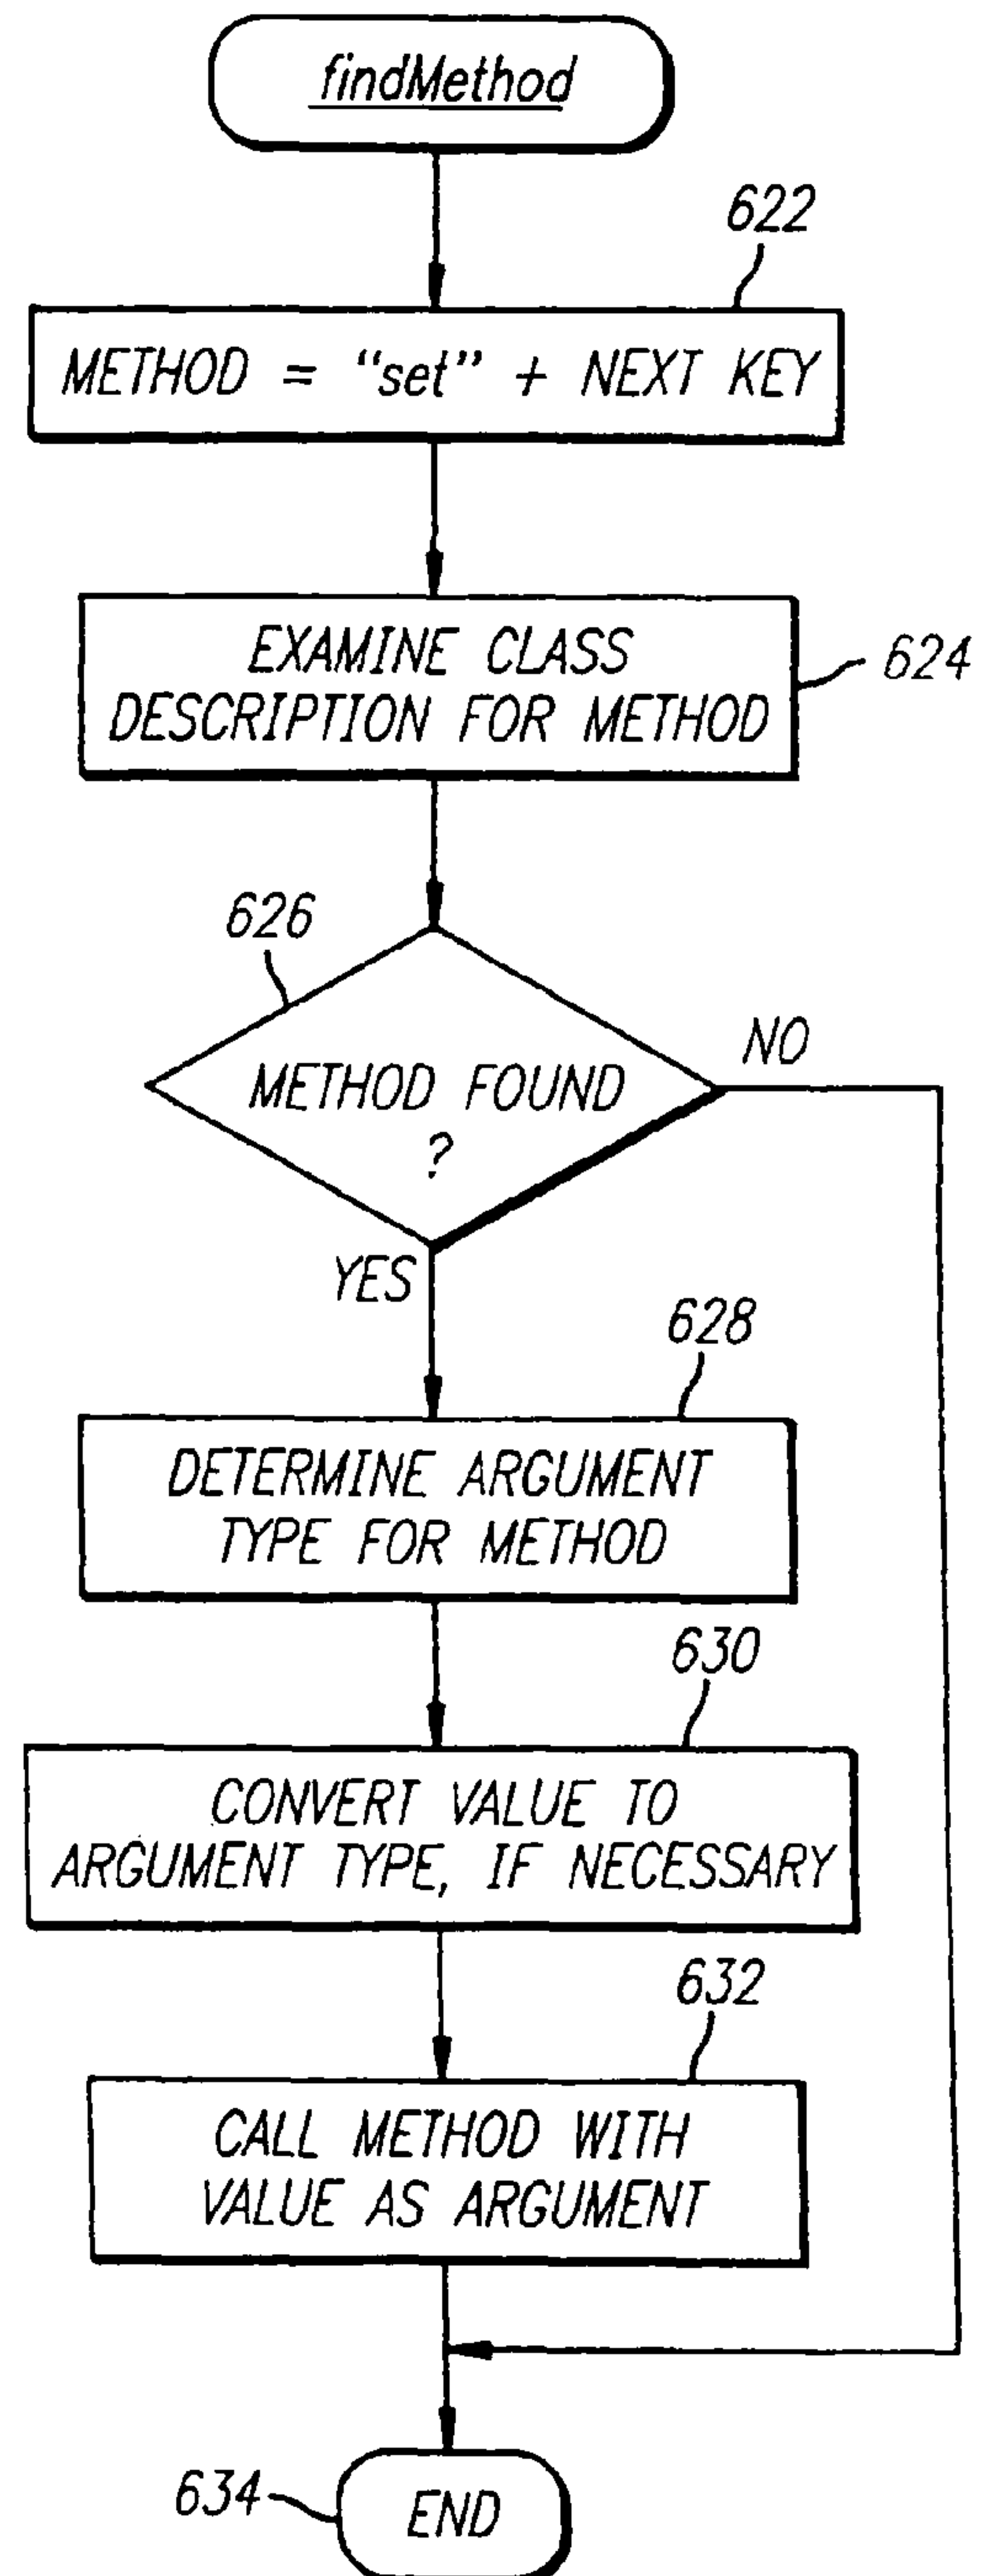 findMethod
622
METHOD = “set” + NEXT KEY
EXAMINE CLASS
DESCRIPTION FOR METHOD
624
626
NO
METHOD FOUND
?
YES
628
DETERMINE ARGUMENT
TYPE FOR METHOD
630
CONVERT VALUE TO
ARGUMENT TYPE, IF NECESSARY
632
CALL METHOD WITH
VALUE AS ARGUMENT
634
END